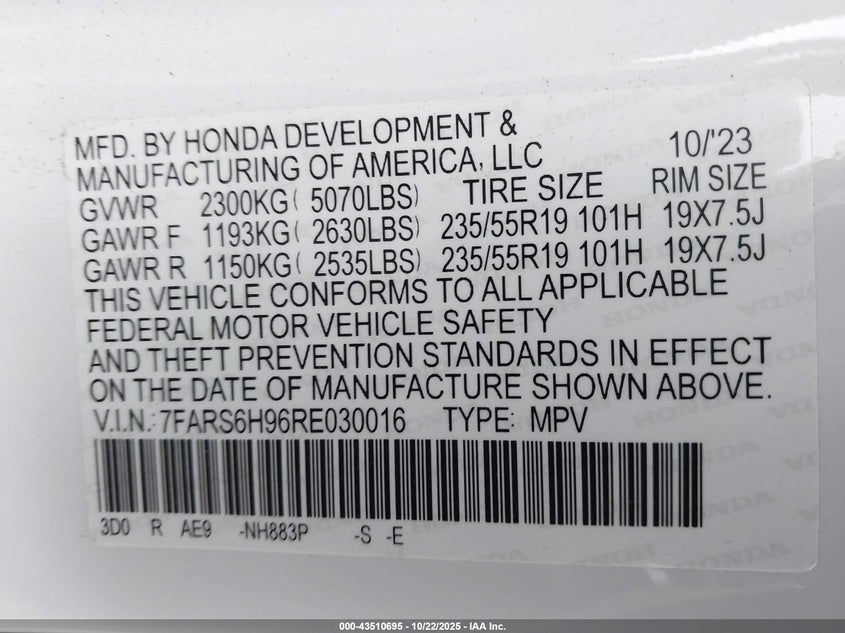 MFD. BY HONDA DEVELOPMENT &
MANUFACTURING OF AMERICA, LLC 10/'23
GVWR 2300KG( 5070LBS) TIRE SIZE RIM SIZE
GAWR F 1193KG( 2630LBS) 235/55R19 101H 19X7.5J
GAWR R 1150KG( 2535LBS) 235/55R19 101H 19X7.5J
THIS VEHICLE CONFORMS TO ALL APPLICABLE
FEDERAL MOTOR VEHICLE SAFETY
AND THEFT PREVENTION STANDARDS IN EFFECT
ON THE DATE OF MANUFACTURE SHOWN ABOVE.
V.I.N.: 7FARS6H96RE030016 TYPE: MPV
3D0 R AE9 -NH883P -S -E
000-43510695 - 10/22/2025 - IAA Inc.